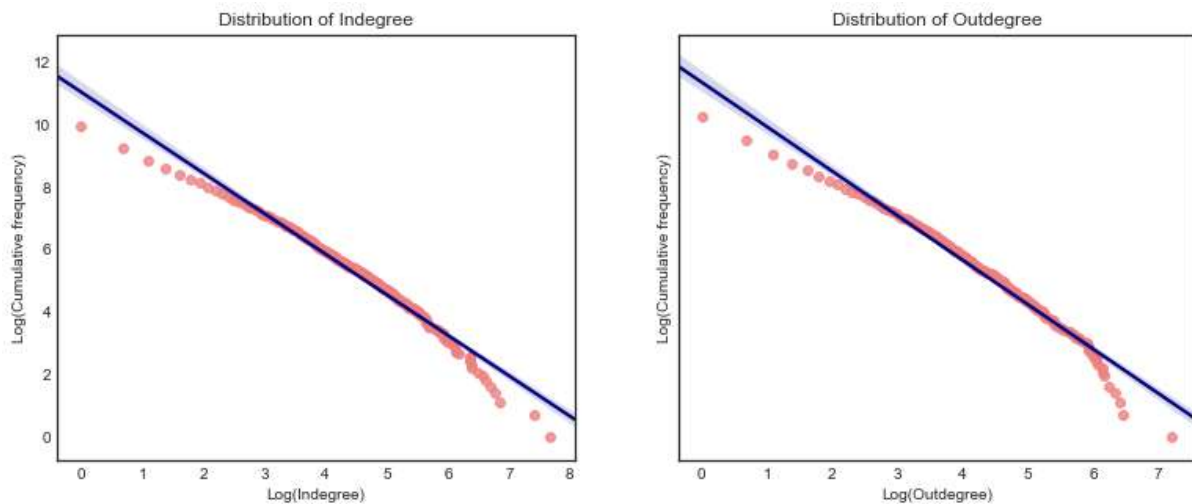 Distribution of Indegree
Distribution of Outdegree
12
10
8
6
4
2
0
Log(Cumulative frequency)
Log(Cumulative frequency)
0 1 2 3 4 5 6 7 8
0 1 2 3 4 5 6 7
Log(Indegree)
Log(Outdegree)